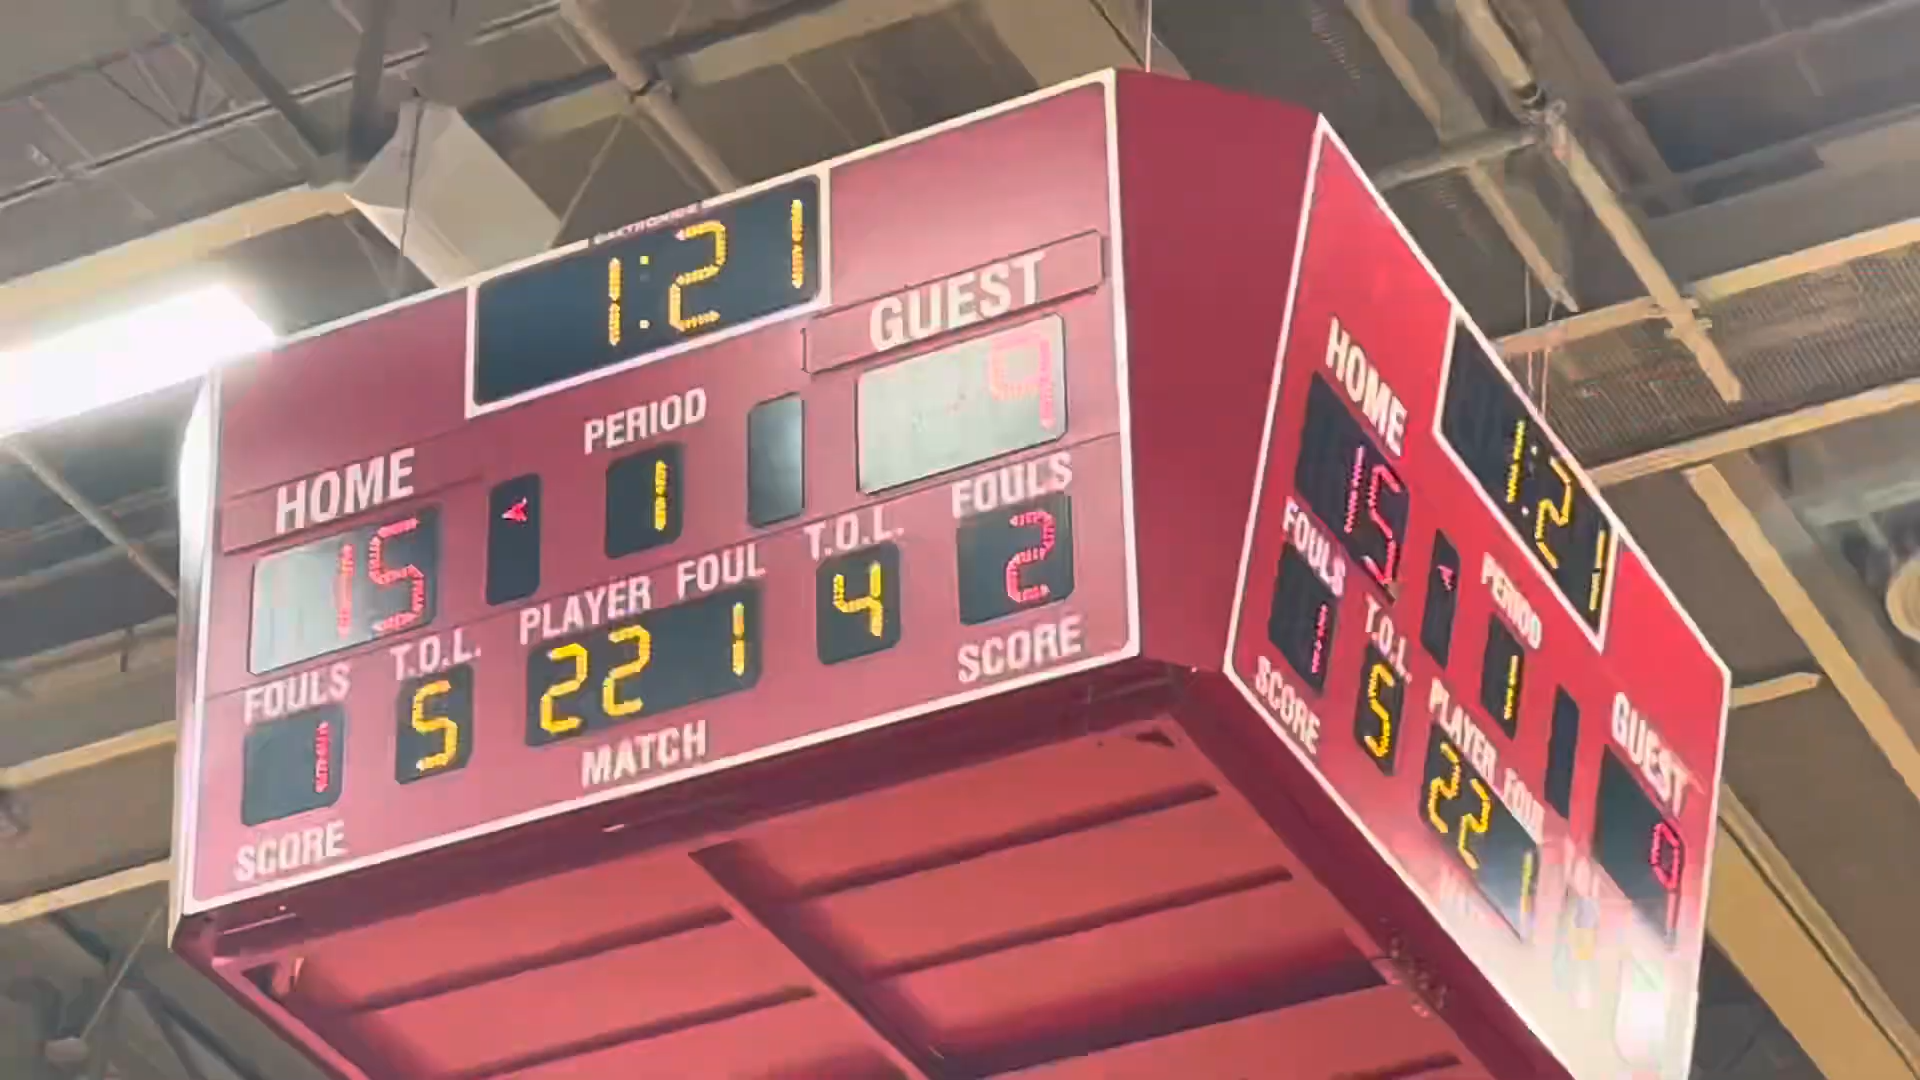 1:21
GUEST
9
PERIOD
1
HOME
15
FOULS
2
T.O.L.
4
PLAYER FOUL
22 1
T.O.L.
5
FOULS
1
SCORE
MATCH
SCORE
1:21
HOME
15
FOULS
1
T.O.L.
5
PERIOD
1
PLAYER FOUL
22 1
SCORE
GUEST
9